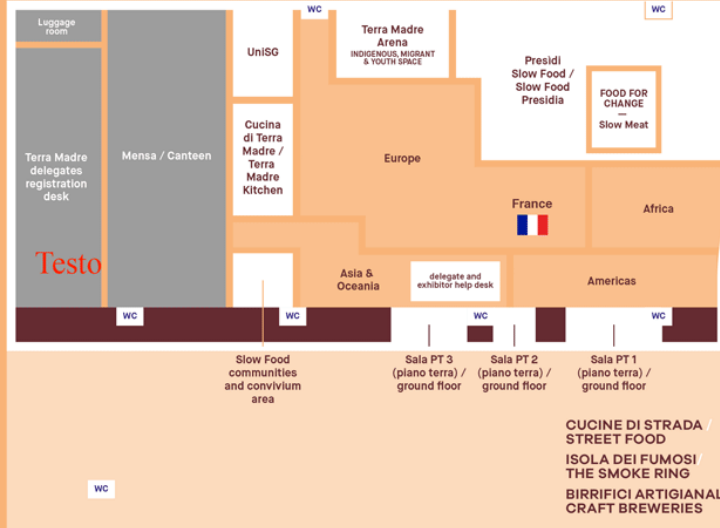 Luggage
room
WC
Terra Madre
Arena
INDIGENOUS, MIGRANT
& YOUTH SPACE
WC
UniSG
Presidi
Slow Food /
Slow Food
Presidia
FOOD FOR
CHANGE
—
Slow Meat
Cucina
di Terra
Madre /
Terra
Madre
Kitchen
Terra Madre
delegates
registration
desk
Mensa / Canteen
Europe
France
Africa
Testo
Asia &
Oceania
delegate and
exhibitor help desk
Americas
WC
WC
WC
WC
Slow Food
communities
and convivium
area
Sala PT 3
(piano terra) /
ground floor
Sala PT 2
(piano terra) /
ground floor
Sala PT 1
(piano terra) /
ground floor
CUCINE DI STRADA /
STREET FOOD
ISOLA DEI FUMOSI /
THE SMOKE RING
BIRRIFICI ARTIGIANAL
CRAFT BREWERIES
WC